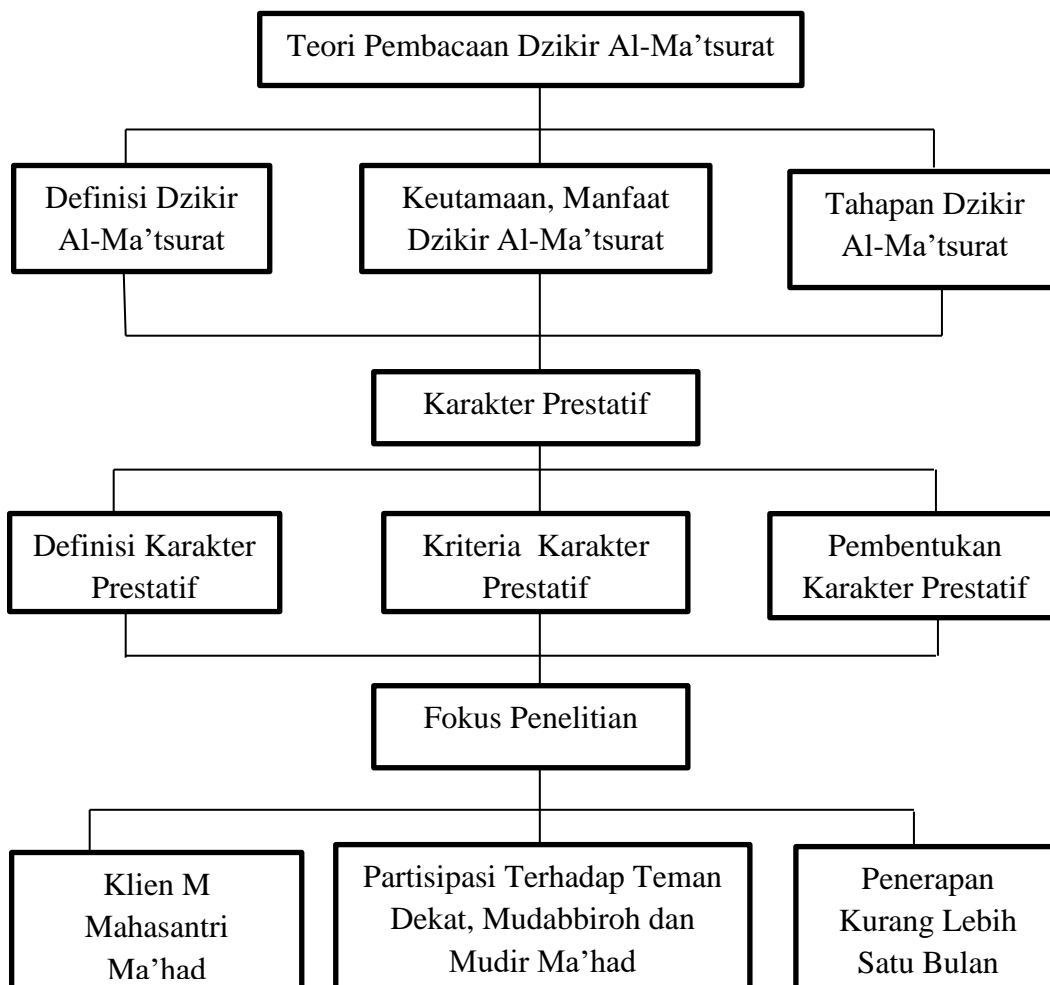 Teori Pembacaan Dzikir Al-Ma’tsurat
Definisi Dzikir
Al-Ma’tsurat
Keutamaan, Manfaat
Dzikir Al-Ma’tsurat
Tahapan Dzikir
Al-Ma’tsurat
Karakter Prestatif
Definisi Karakter
Prestatif
Kriteria Karakter
Prestatif
Pembentukan
Karakter Prestatif
Fokus Penelitian
Klien M
Mahasantri
Ma’had
Partisipasi Terhadap Teman
Dekat, Mudabbiroh dan
Mudir Ma’had
Penerapan
Kurang Lebih
Satu Bulan